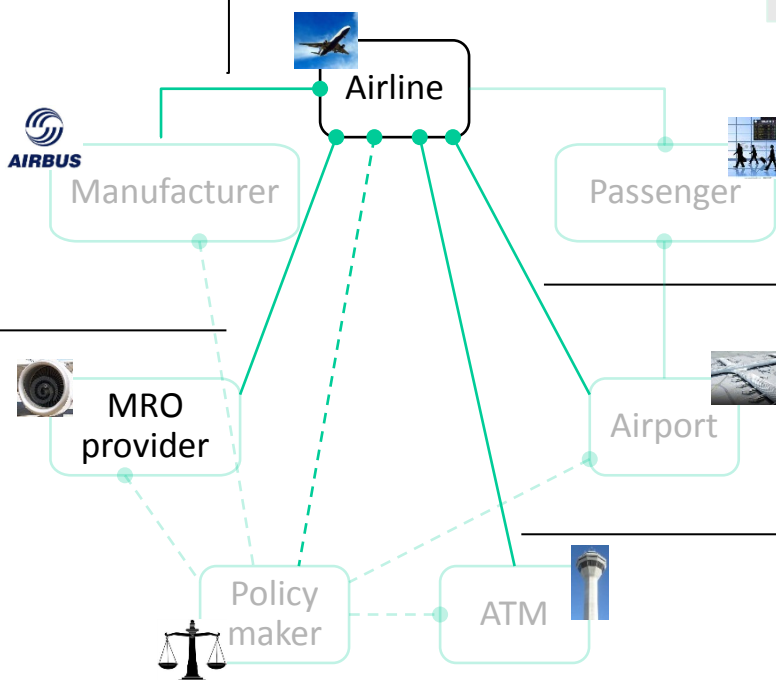 Airline
AIRBUS
Manufacturer
Passenger
MRO
provider
Airport
Policy
maker
ATM